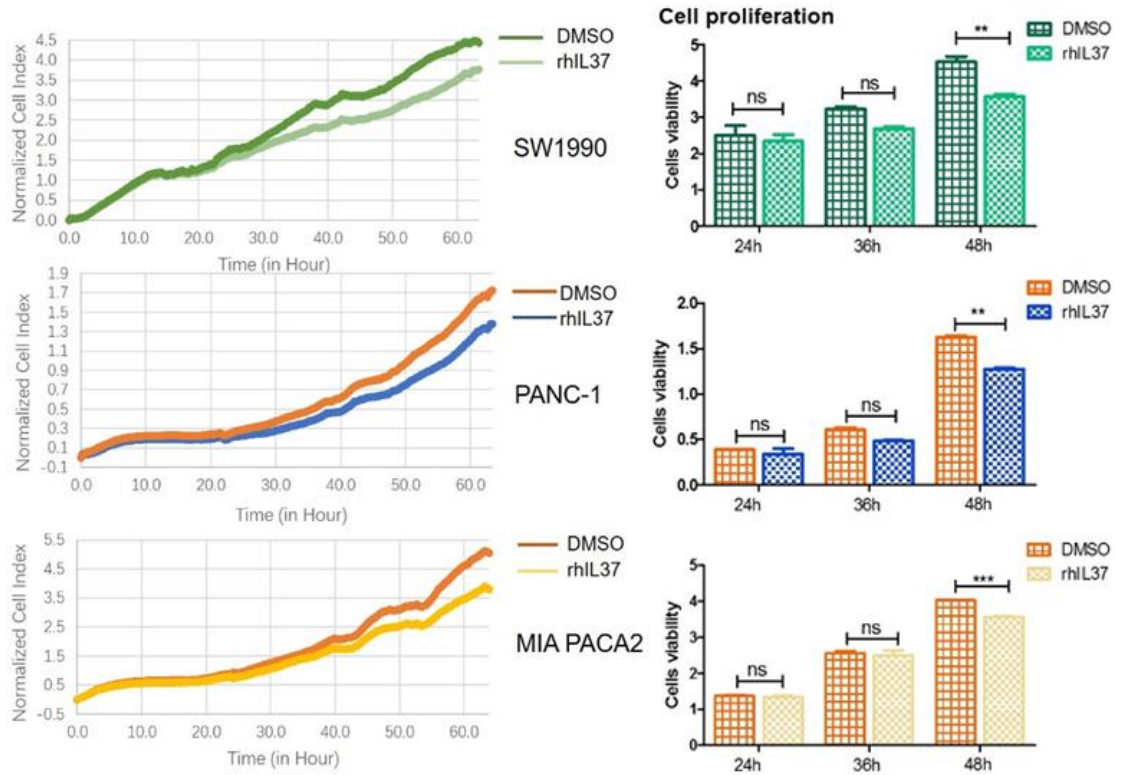 Cell proliferation
4.5
4.0
3.5
3.0
2.5
2.0
1.5
1.0
0.5
0.0
Normalized Cell Index
0.0 10.0 20.0 30.0 40.0 50.0 60.0
Time (in Hour)
DMSO
rhIL37
SW1990
5
4
3
2
1
0
Cells viability
ns ns **
24h 36h 48h
DMSO
rhIL37
1.9
1.7
1.5
1.3
1.1
0.9
0.7
0.5
0.3
0.1
-0.1
Normalized Cell Index
0.0 10.0 20.0 30.0 40.0 50.0 60.0
Time (in Hour)
DMSO
rhIL37
PANC-1
2.0
1.5
1.0
0.5
0.0
Cells viability
ns ns **
24h 36h 48h
DMSO
rhIL37
5.5
4.5
3.5
2.5
1.5
0.5
-0.5
Normalized Cell Index
0.0 10.0 20.0 30.0 40.0 50.0 60.0
Time (in Hour)
DMSO
rhIL37
MIA PACA2
5
4
3
2
1
0
Cells viability
ns ns ***
24h 36h 48h
DMSO
rhIL37